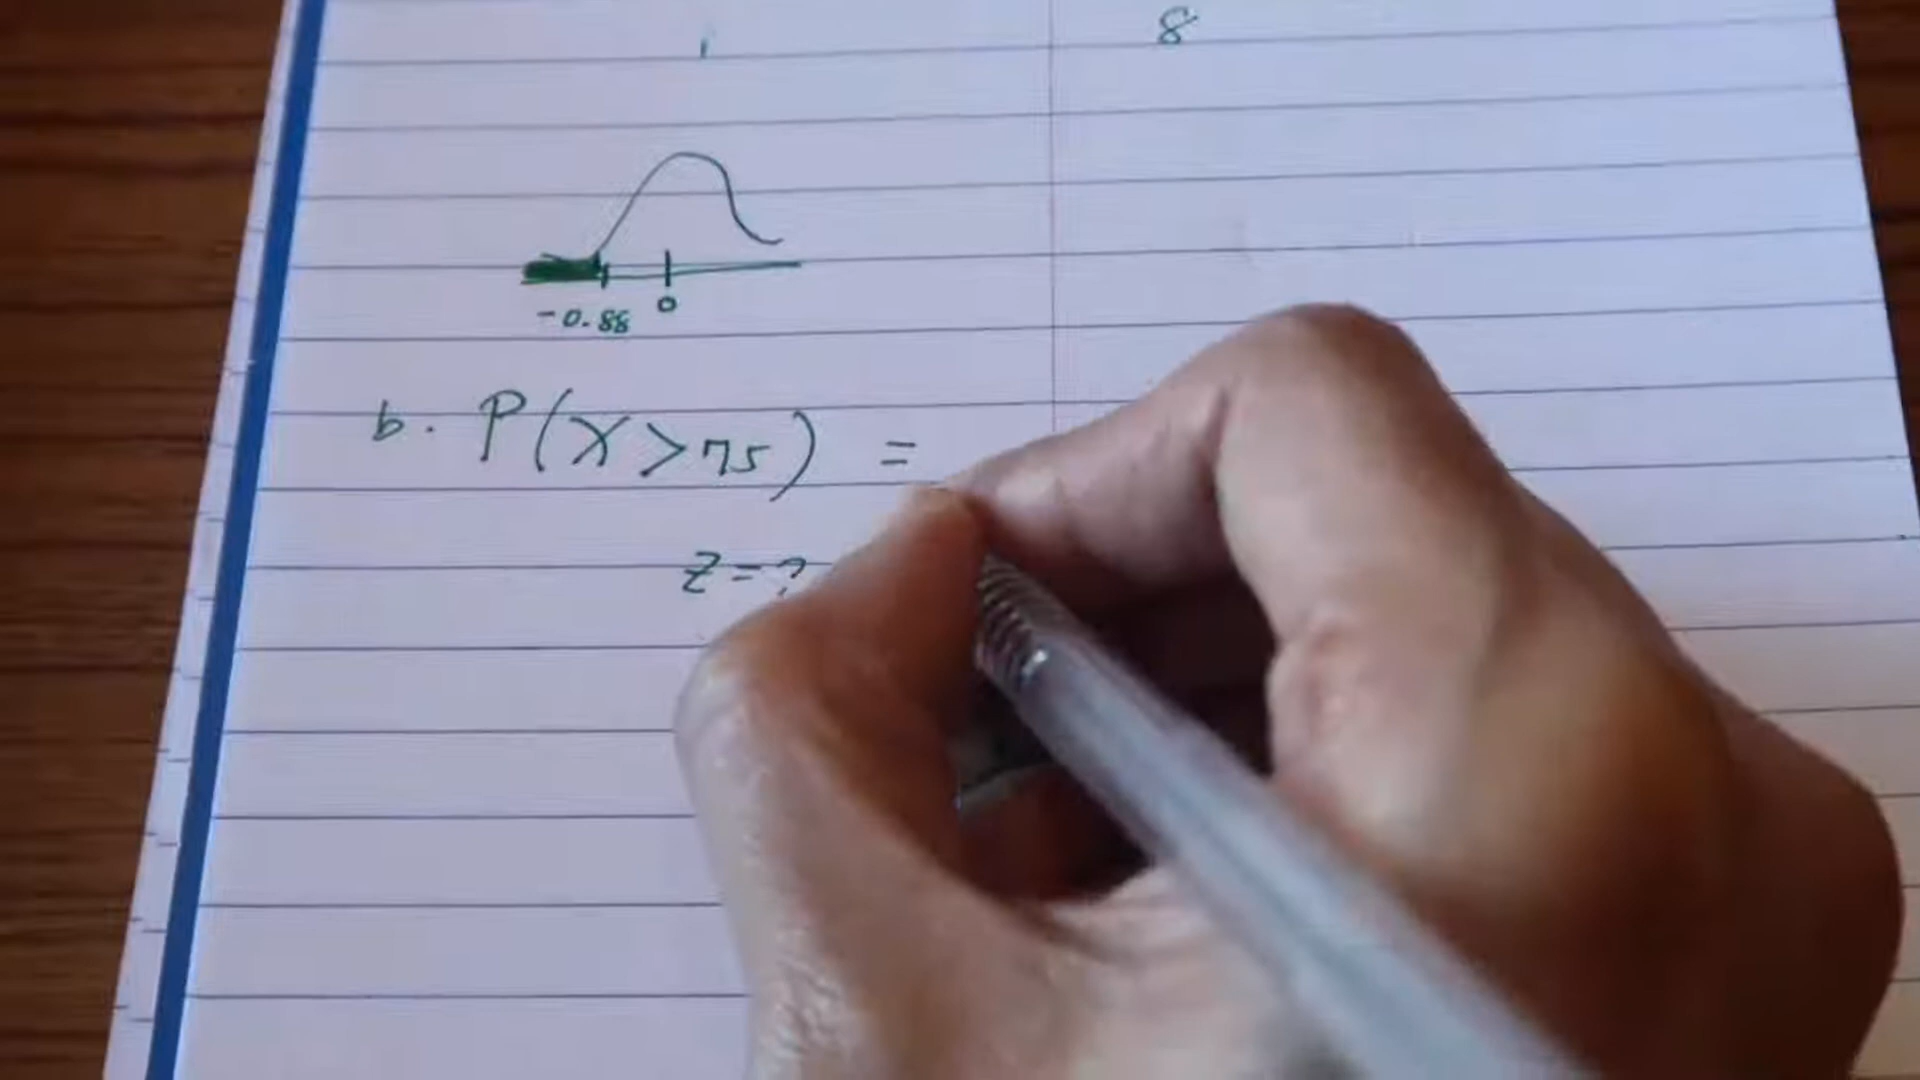 8
-0.88 0
b. P(X>75) =
z=?